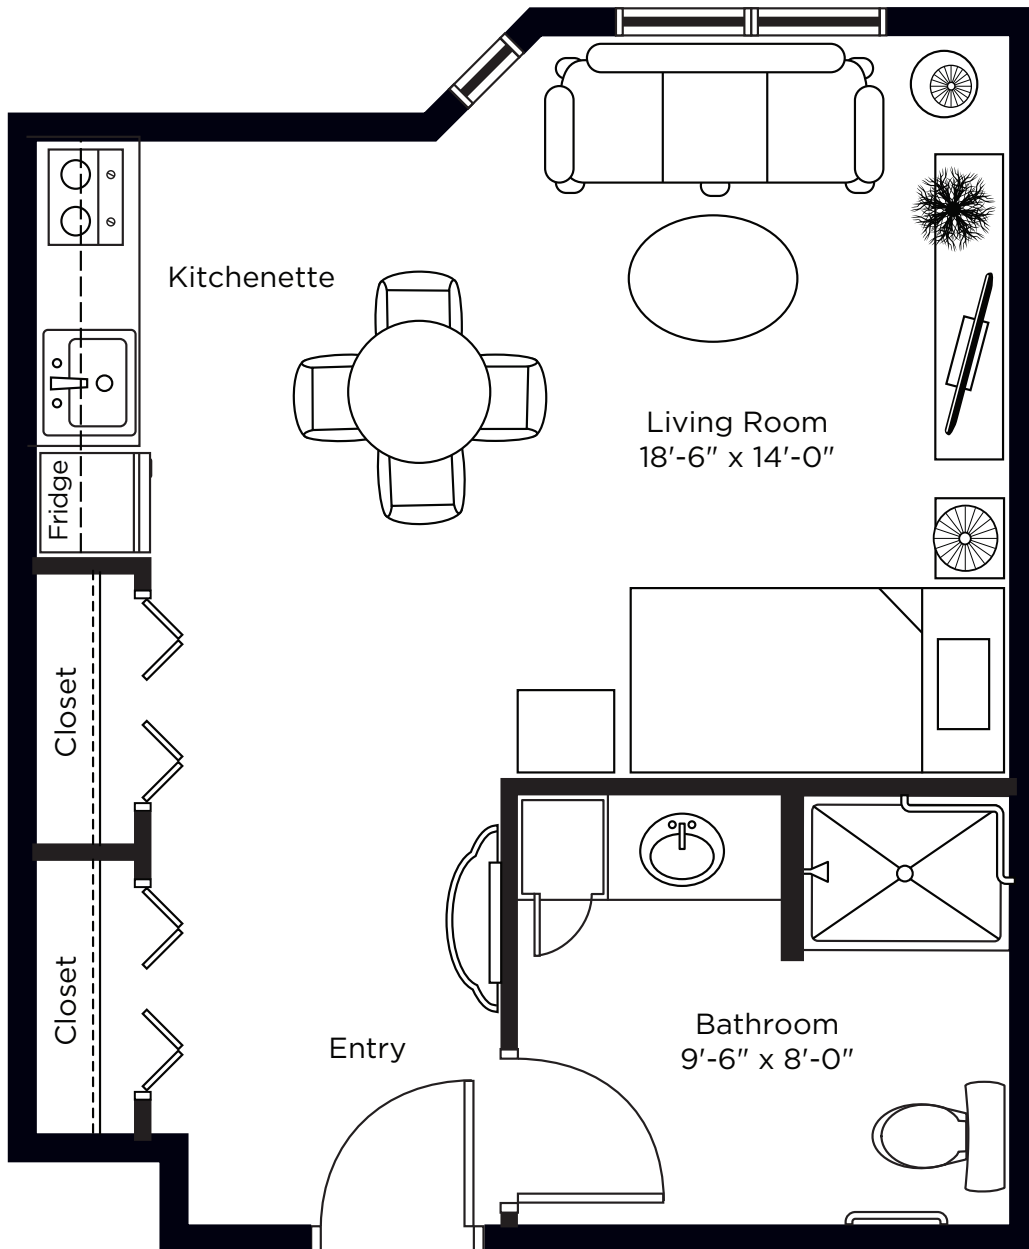 Kitchenette
Living Room
18'-6" x 14'-0"
Fridge
Closet
Closet
Entry
Bathroom
9'-6" x 8'-0"